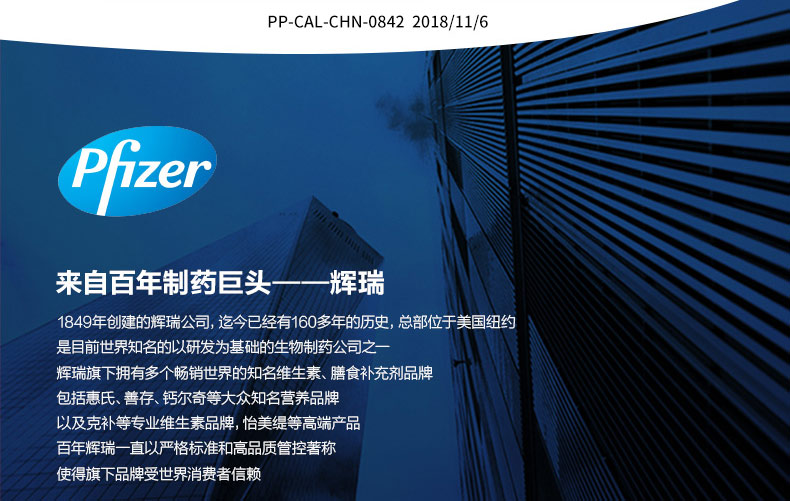 PP-CAL-CHN-0842 2018/11/6
Pfizer
来自百年制药巨头——辉瑞
1849年创建的辉瑞公司, 迄今已经有160多年的历史, 总部位于美国纽约
是目前世界知名的以研发为基础的生物制药公司之一
辉瑞旗下拥有多个畅销世界的知名维生素、膳食补充剂品牌
包括惠氏、善存、钙尔奇等大众知名营养品牌
以及克补等专业维生素品牌, 怡美缇等高端产品
百年辉瑞一直以严格标准和高品质管控著称
使得旗下品牌受世界消费者信赖